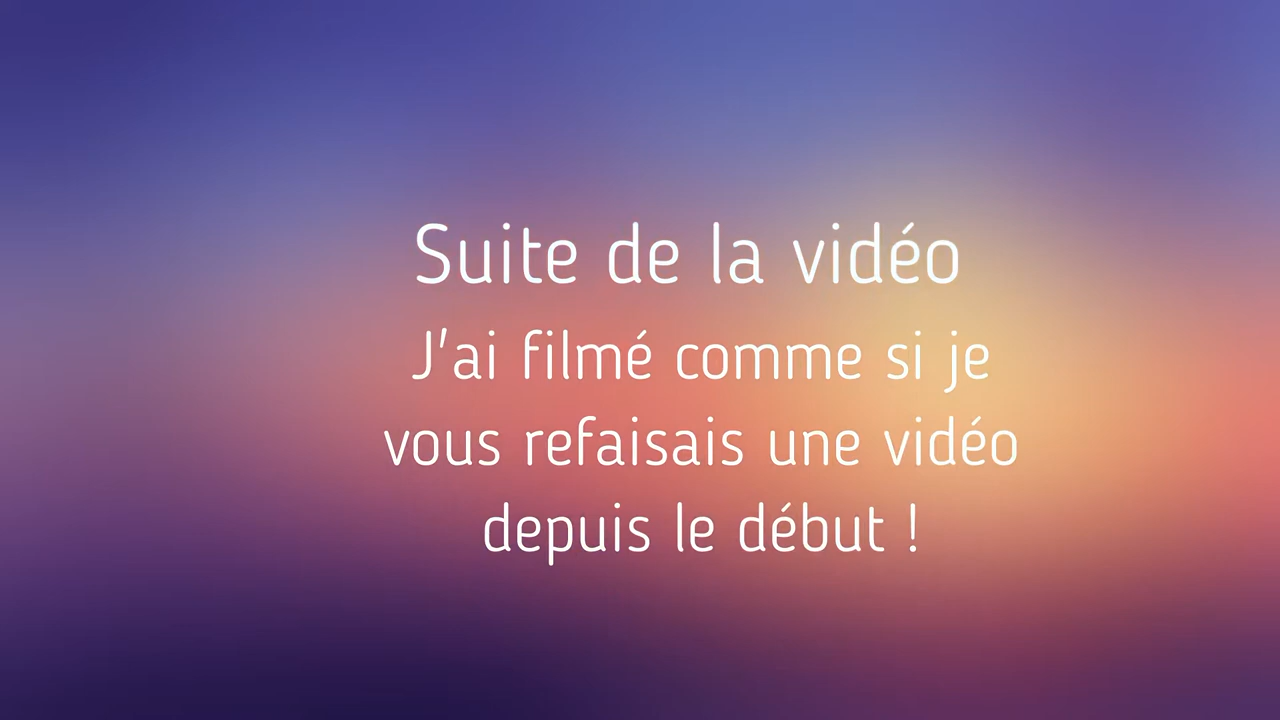 Suite de la vidéo
J'ai filmé comme si je
vous refaisais une vidéo
depuis le début !